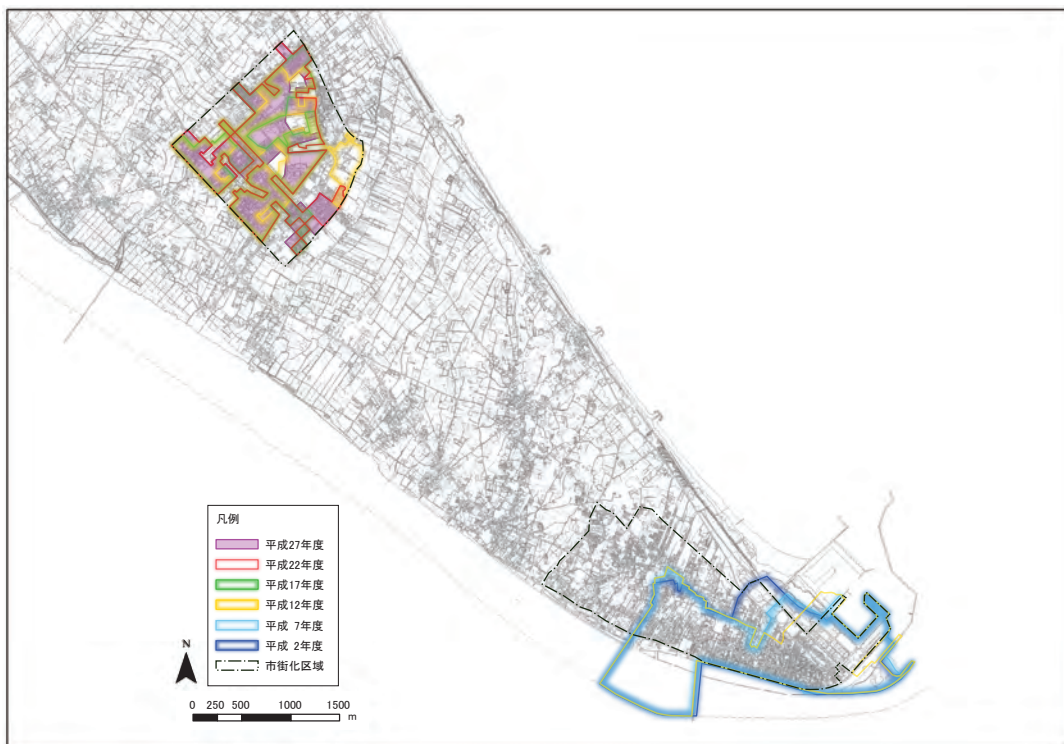 凡例
平成27年度
平成22年度
平成17年度
平成12年度
平成 7年度
平成 2年度
市街化区域
N
0 250 500 1000 1500
m